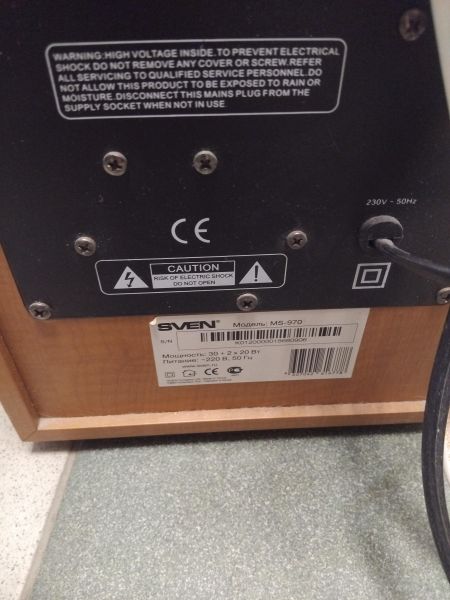 WARNING:HIGH VOLTAGE INSIDE.TO PREVENT ELECTRICAL
SHOCK DO NOT REMOVE ANY COVER OR SCREW.REFER
ALL SERVICING TO QUALIFIED SERVICE PERSONNEL.DO
NOT ALLOW THIS PRODUCT TO BE EXPOSED TO RAIN OR
MOISTURE.DISCONNECT THIS MAINS PLUG FROM THE
SUPPLY SOCKET WHEN NOT IN USE
230V ~ 50Hz
CE
CAUTION
RISK OF ELECTRIC SHOCK
DO NOT OPEN
SVEN Модель: MS-970
S/N
Мощность: 30 + 2 x 20 Вт
Питание: ~220 В, 50 Гц
www.sven.ru